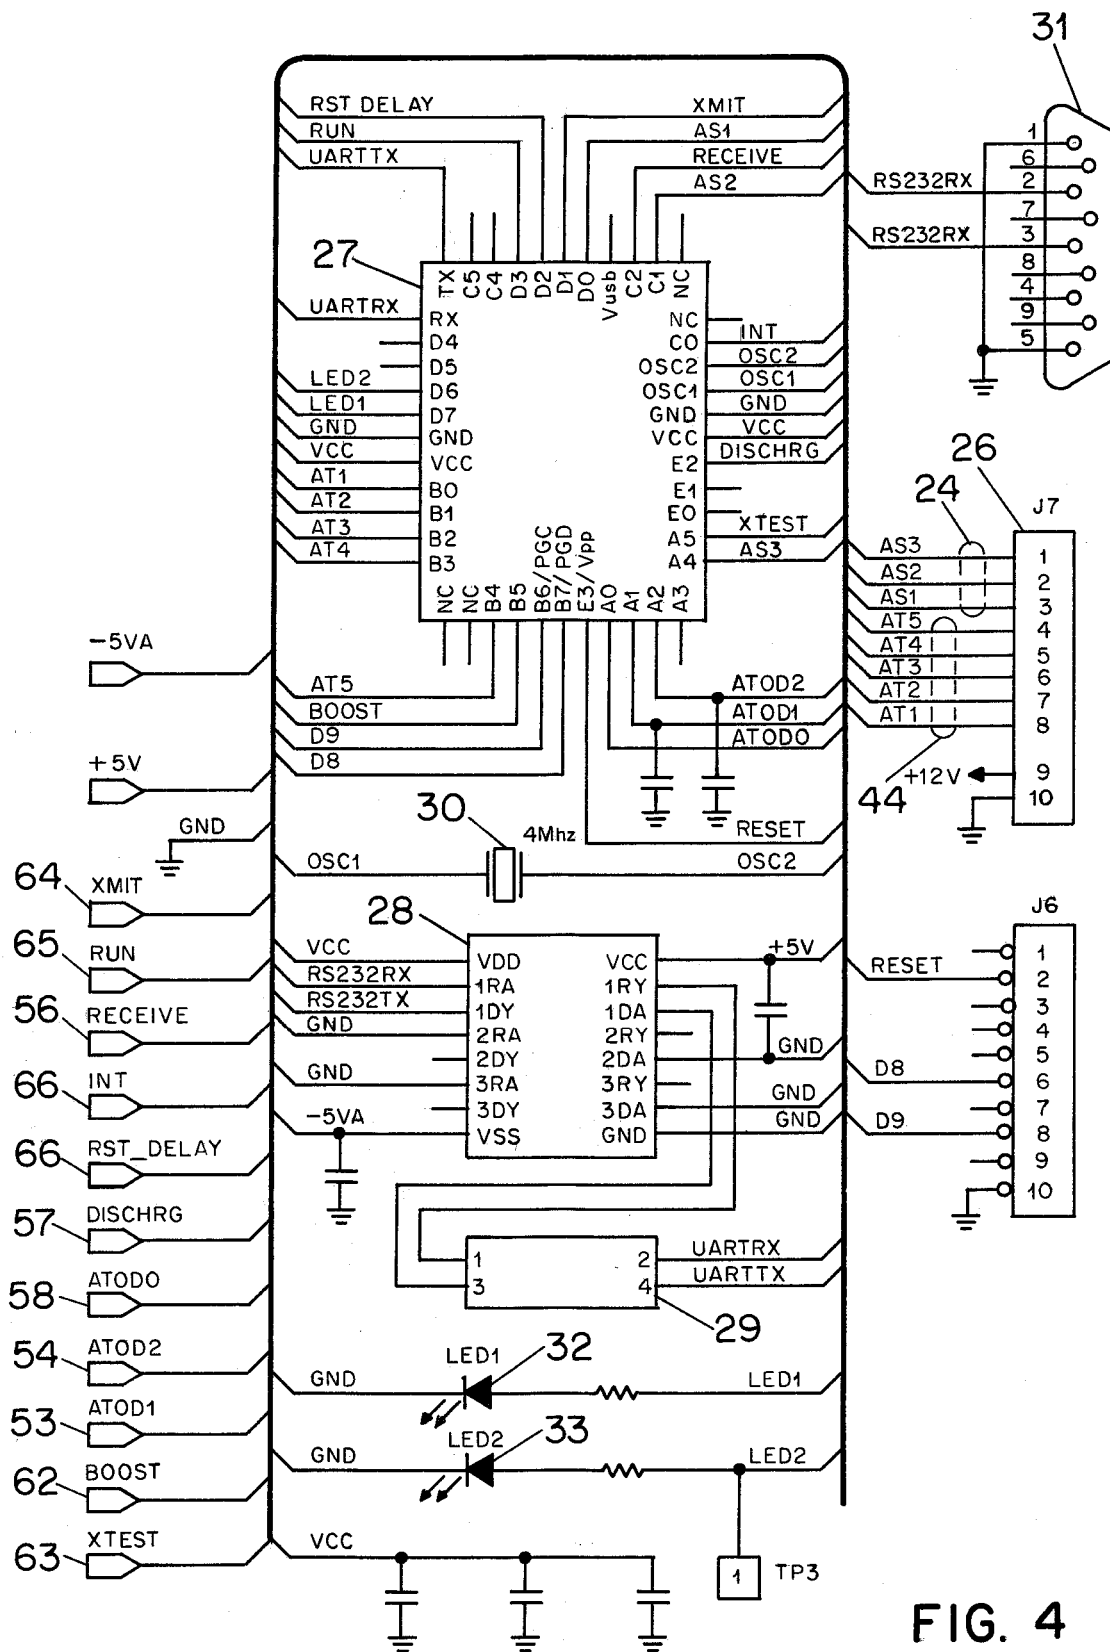 31
RST DELAY
RUN
UARTTX
XMIT
AS1
RECEIVE
AS2
RS232RX
RS232RX
1
6
2
7
3
8
4
9
5
27
TX
C5
C4
D3
D2
D1
D0
Vusb
C2
C1
NC
UARTRX
LED2
LED1
GND
VCC
AT1
AT2
AT3
AT4
RX
D4
D5
D6
D7
GND
VCC
B0
B1
B2
B3
NC
C0
OSC2
OSC1
GND
VCC
E2
E1
E0
A5
A4
INT
OSC2
OSC1
GND
VCC
DISCHRG
XTEST
AS3
NC
NC
B4
B5
B6/PGC
B7/PGD
E3/Vpp
A0
A1
A2
A3
26
24
J7
AS3
AS2
AS1
AT5
AT4
AT3
AT2
AT1
+12V
1
2
3
4
5
6
7
8
9
10
44
-5VA
+5V
GND
AT5
BOOST
D9
D8
ATOD2
ATOD1
ATOD0
RESET
30
4Mhz
OSC1
OSC2
64
XMIT
65
RUN
56
RECEIVE
66
INT
66
RST_DELAY
57
DISCHRG
58
ATOD0
54
ATOD2
53
ATOD1
62
BOOST
63
XTEST
28
VCC
RS232RX
RS232TX
GND
GND
-5VA
VDD
1RA
1DY
2RA
2DY
3RA
3DY
VSS
VCC
1RY
1DA
2RY
2DA
3RY
3DA
GND
+5V
GND
GND
GND
J6
RESET
D8
D9
1
2
3
4
5
6
7
8
9
10
1
3
2
4
UARTRX
UARTTX
29
GND
LED1
32
LED1
GND
LED2
33
LED2
VCC
1
TP3
FIG. 4